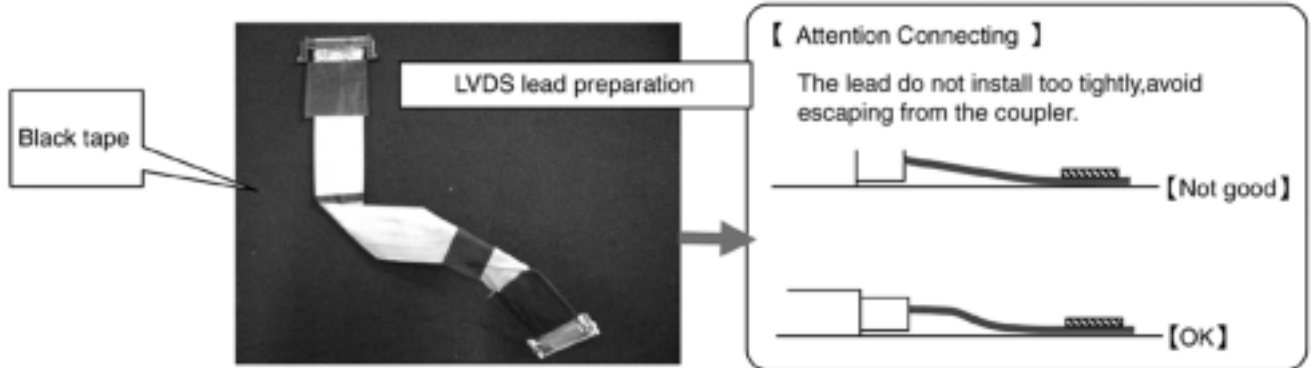 Black tape
LVDS lead preparation
【 Attention Connecting 】
The lead do not install too tightly,avoid
escaping from the coupler.
【Not good】
【OK】